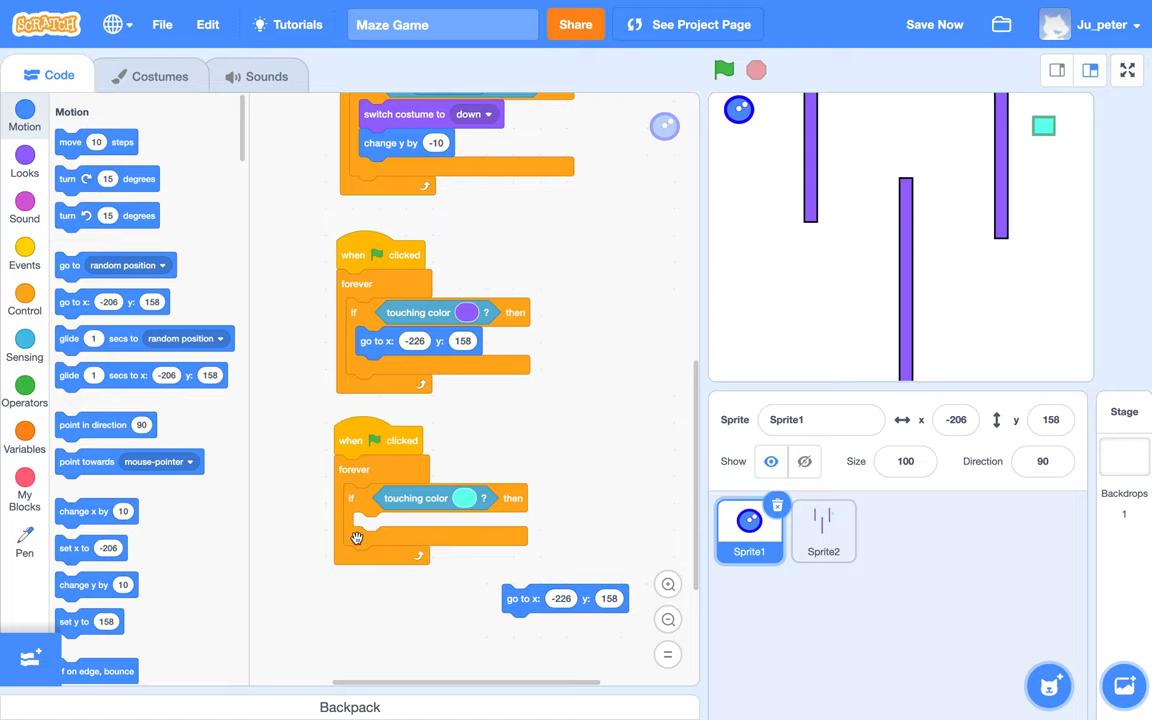 SCRATCH File Edit Tutorials Maze Game Share See Project Page Save Now Ju_peter
Code Costumes Sounds
Motion
Looks
Sound
Events
Control
Sensing
Operators
Variables
My
Blocks
Pen
Motion
move 10 steps
turn 15 degrees
turn 15 degrees
go to random position
go to x: -206 y: 158
glide 1 secs to random position
glide 1 secs to x: -206 y: 158
point in direction 90
point towards mouse-pointer
change x by 10
set x to -206
change y by 10
set y to 158
if on edge, bounce
switch costume to down
change y by -10
when clicked
forever
if touching color ? then
go to x: -226 y: 158
when clicked
forever
if touching color ? then
go to x: -226 y: 158
Backpack
Sprite Sprite1 x -206 y 158
Show Size 100 Direction 90
Sprite1
Sprite2
Stage
Backdrops
1